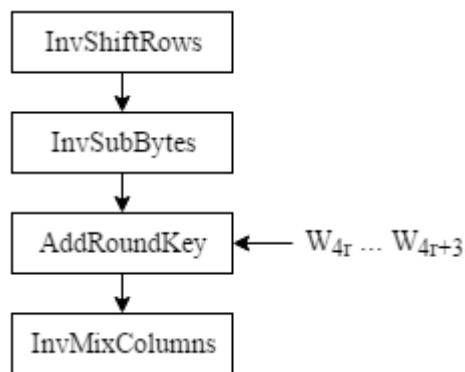 InvShiftRows
InvSubBytes
AddRoundKey W4r ... W4r+3
InvMixColumns